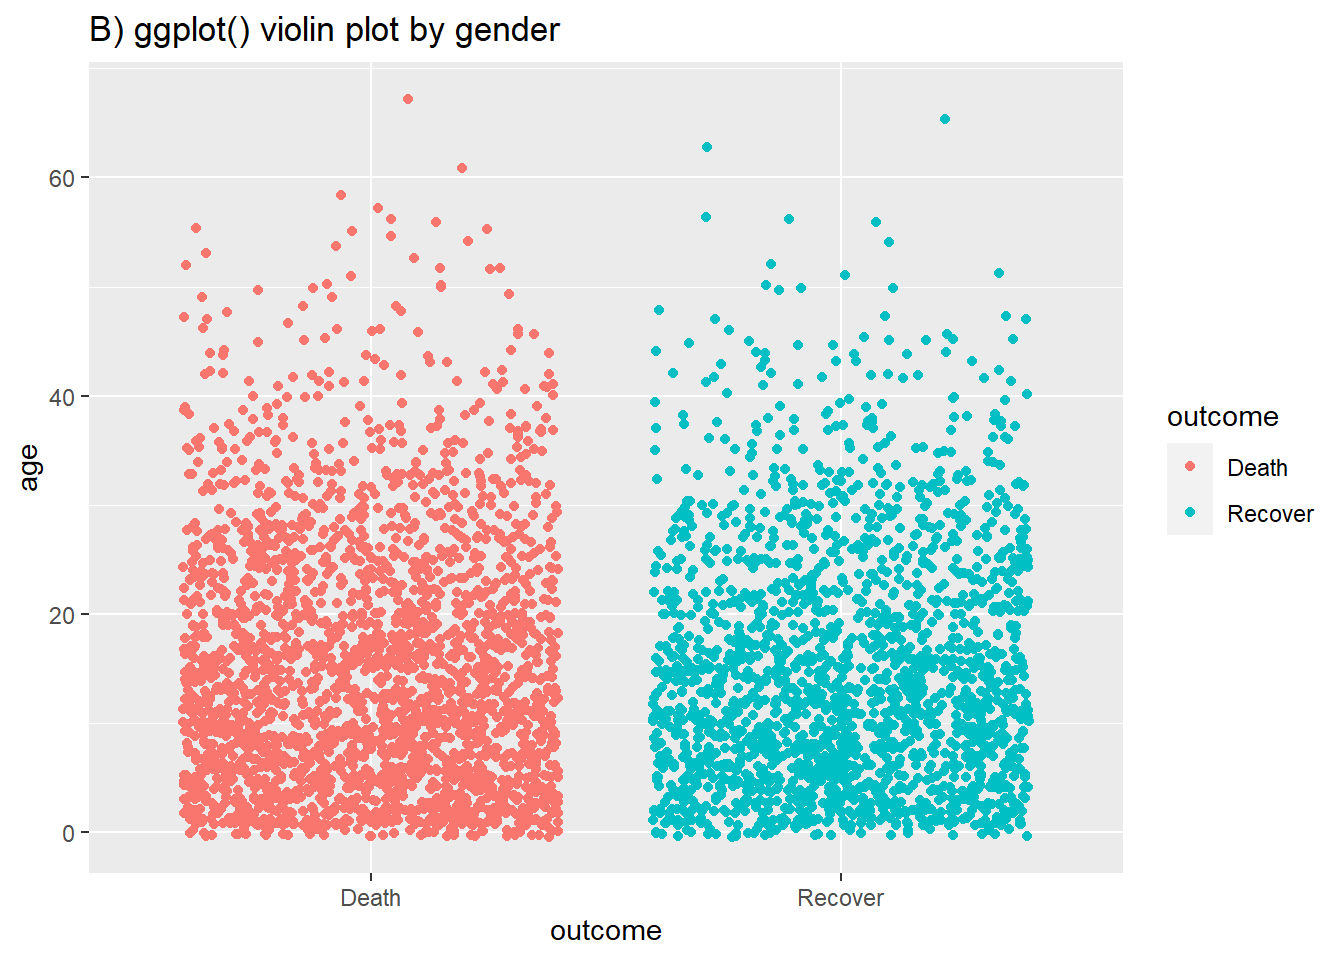 B) ggplot() violin plot by gender
60
40
20
0
age
Death
Recover
outcome
outcome
Death
Recover